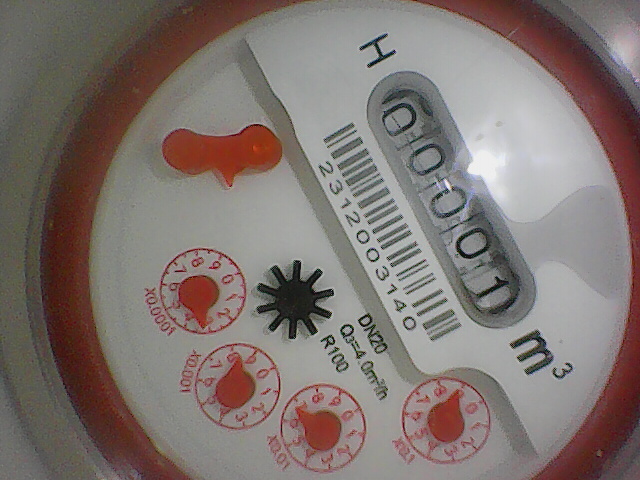 H
00001
m³
2312003140
DN20
Q₃=4.0m³/h
R100
X0.0001
X0.001
X0.01
X0.1